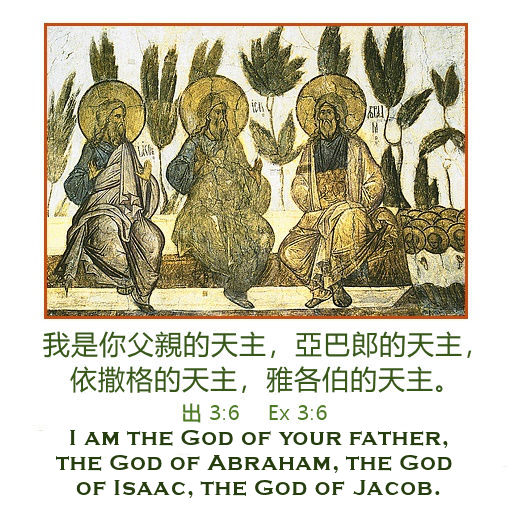 我是你父親的天主，亞巴郎的天主，
依撒格的天主，雅各伯的天主。
出 3:6 Ex 3:6
I AM THE GOD OF YOUR FATHER,
THE GOD OF ABRAHAM, THE GOD
OF ISAAC, THE GOD OF JACOB.